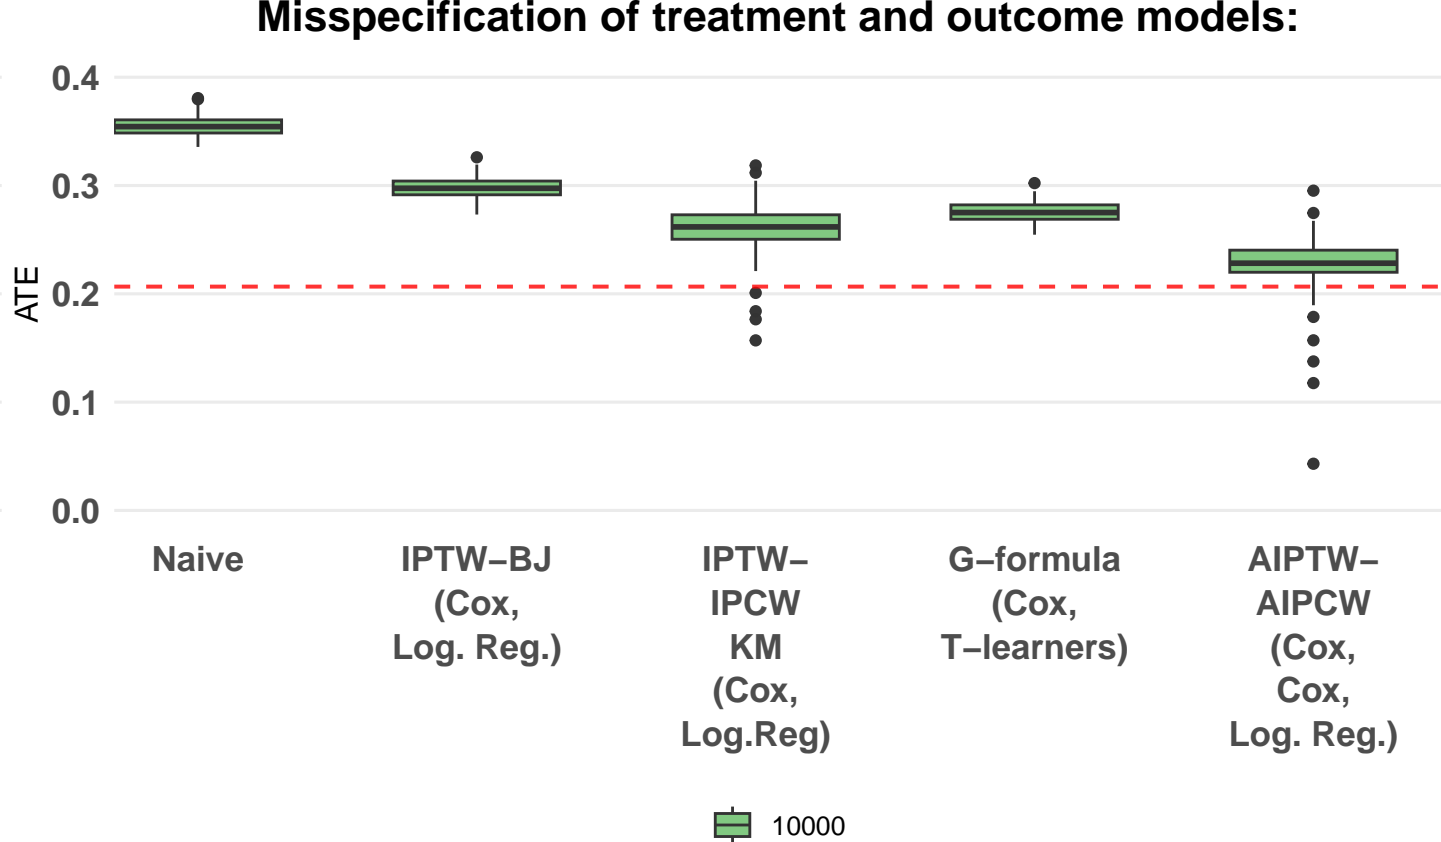 Misspecification of treatment and outcome models:
0.4
0.3
0.2
0.1
0.0
ATE
Naive
IPTW−BJ
(Cox,
Log. Reg.)
IPTW−
IPCW
KM
(Cox,
Log.Reg)
G−formula
(Cox,
T−learners)
AIPTW−
AIPCW
(Cox,
Cox,
Log. Reg.)
10000